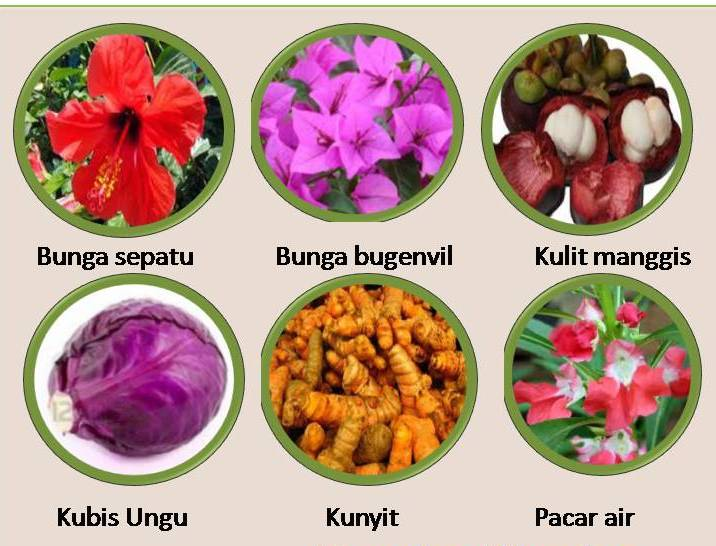 Bunga sepatu
Bunga bugenvil
Kulit manggis
Kubis Ungu
Kunyit
Pacar air